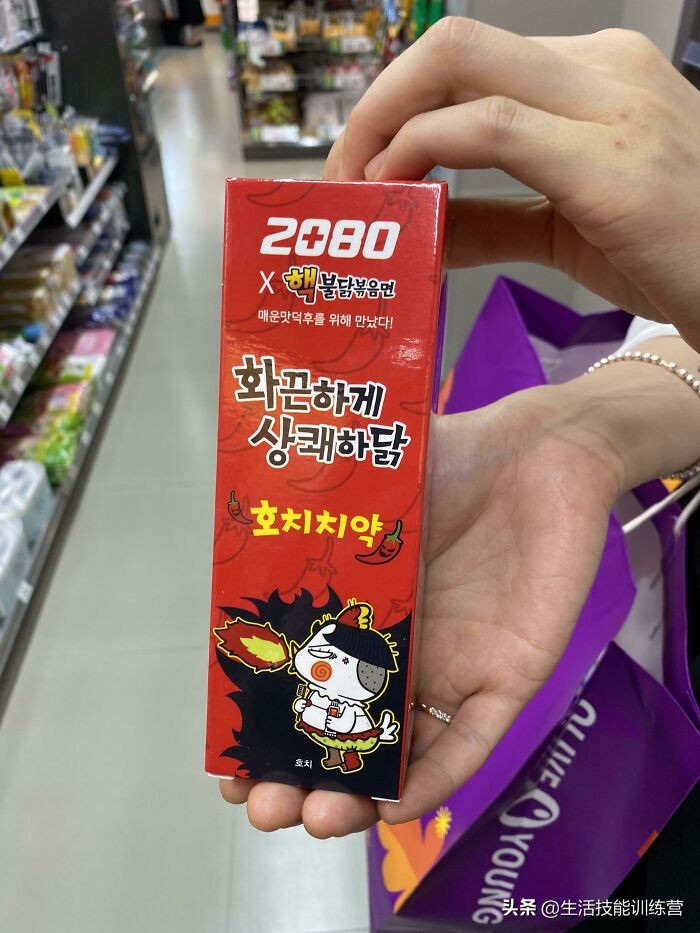 2080
X 핵불닭볶음면
매운맛덕후를 위해 만났다!
화끈하게
상쾌하닭
호치치약
호치
OLIVE YOUNG
头条 @生活技能训练营